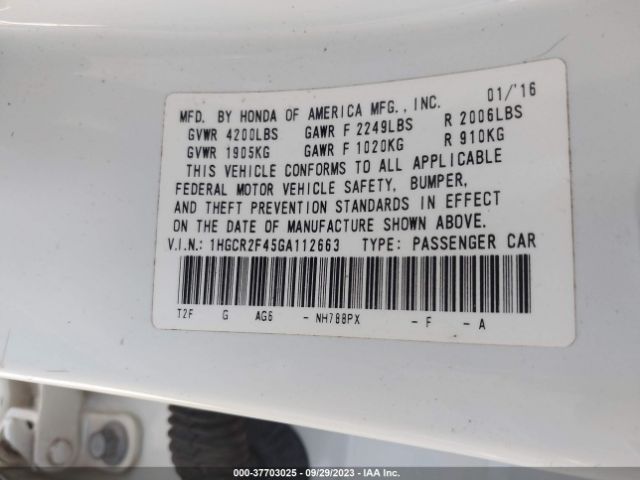 MFD. BY HONDA OF AMERICA MFG., INC. 01/'16
GVWR 4200LBS GAWR F 2249LBS R 2006LBS
GVWR 1905KG GAWR F 1020KG R 910KG
THIS VEHICLE CONFORMS TO ALL APPLICABLE
FEDERAL MOTOR VEHICLE SAFETY, BUMPER,
AND THEFT PREVENTION STANDARDS IN EFFECT
ON THE DATE OF MANUFACTURE SHOWN ABOVE.
V.I.N.: 1HGCR2F45GA112663 TYPE: PASSENGER CAR
T2F G AG6 - NH788PX - F - A
000-37703025 - 09/29/2023 - IAA Inc.